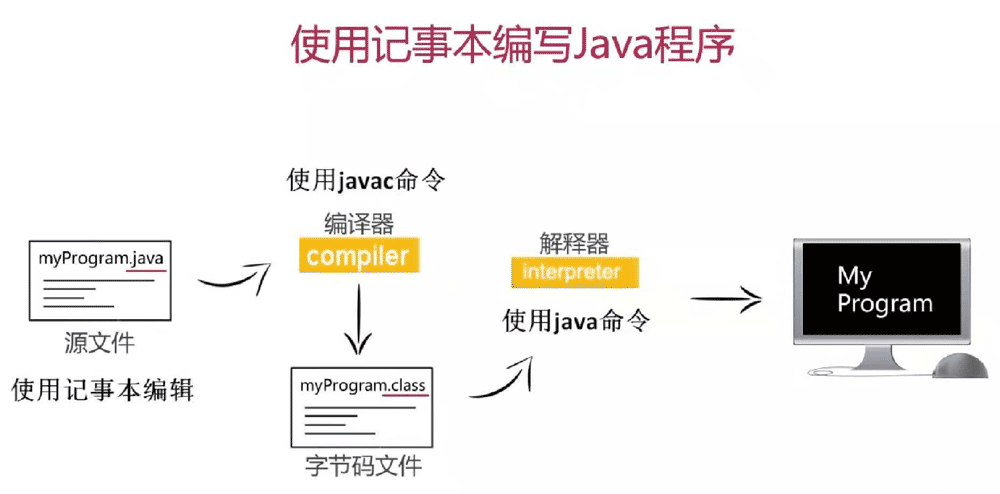 使用记事本编写Java程序
myProgram.java
源文件
使用记事本编辑
使用javac命令
编译器
compiler
myProgram.class
字节码文件
解释器
interpreter
使用java命令
My
Program